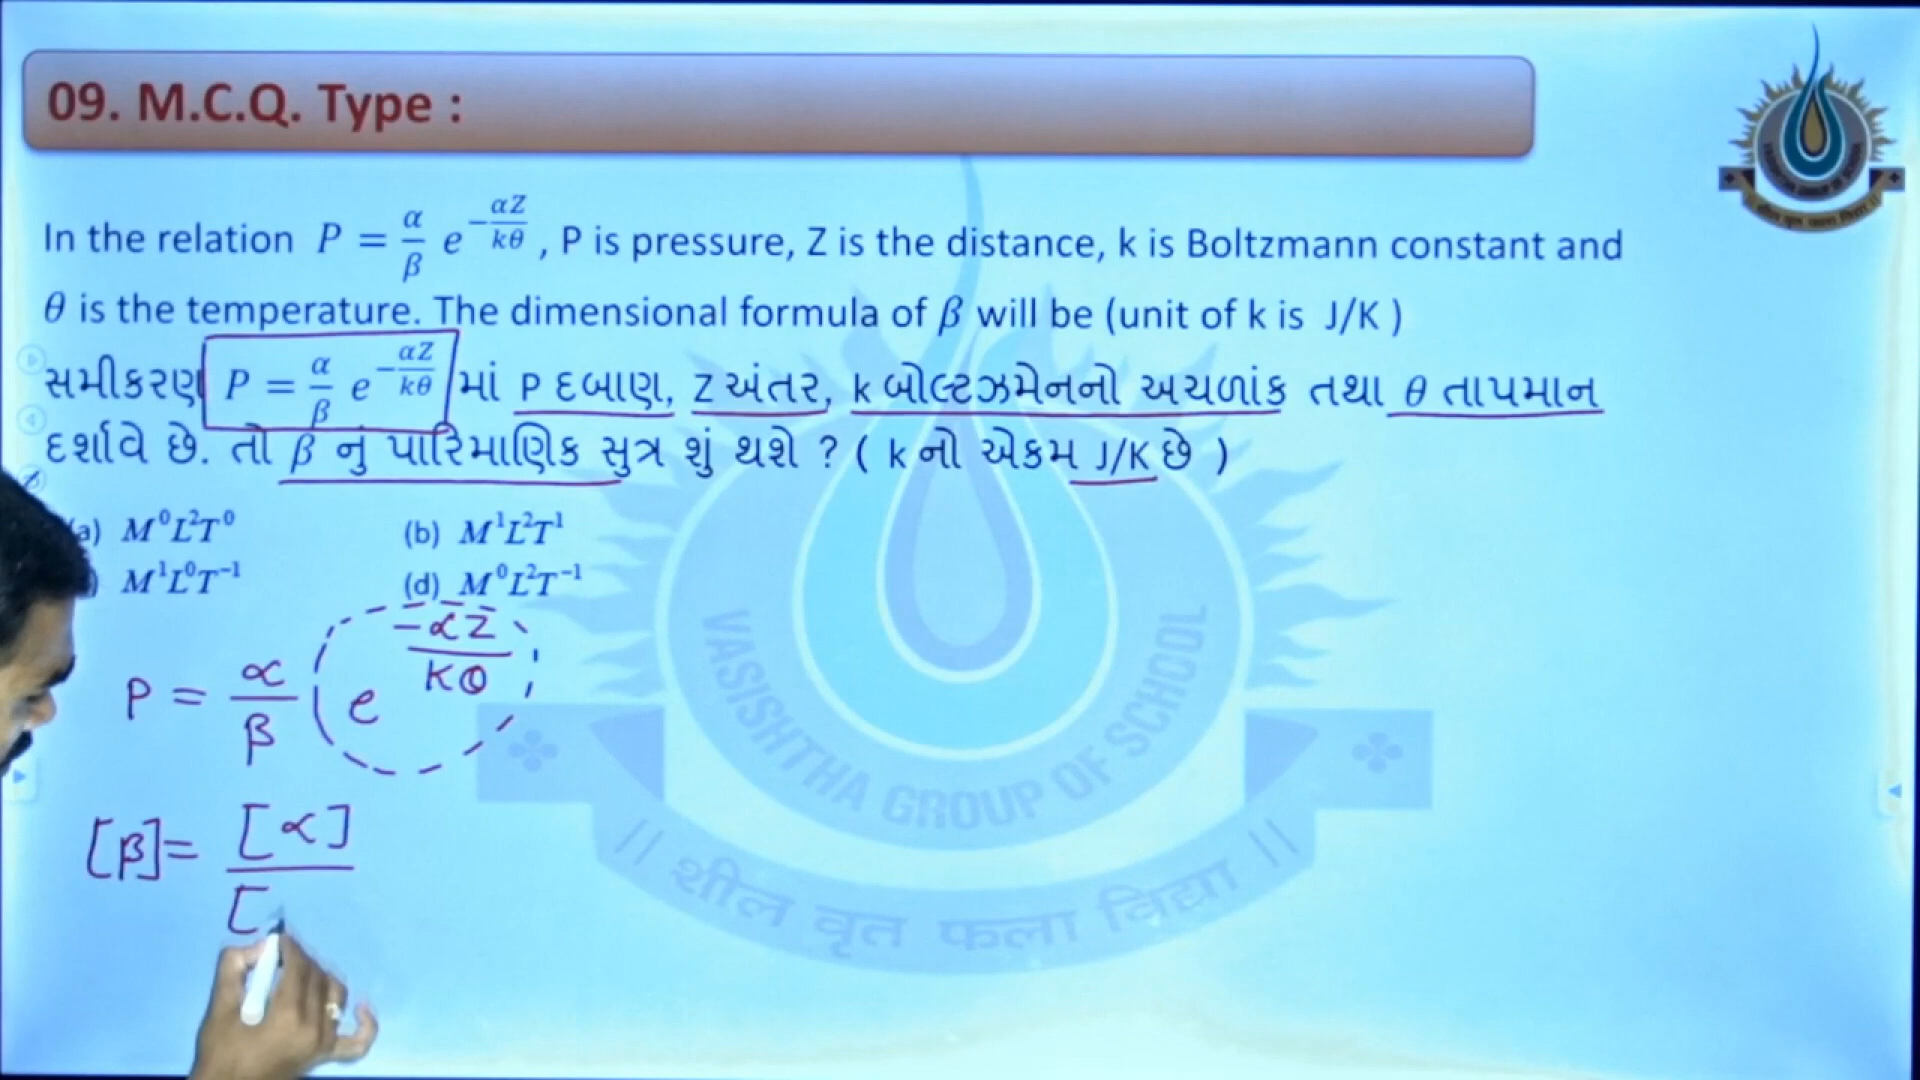 09. M.C.Q. Type :
In the relation P = α/β e^(-αZ/kθ) , P is pressure, Z is the distance, k is Boltzmann constant and
θ is the temperature. The dimensional formula of β will be (unit of k is J/K )
સમીકરણ P = α/β e^(-αZ/kθ) માં P દબાણ, Z અંતર, k બોલ્ટઝમેનનો અચળાંક તથા θ તાપમાન
દર્શાવે છે. તો β નું પારિમાણિક સુત્ર શું થશે ? ( k નો એકમ J/K છે )
a) M⁰L²T⁰ (b) M¹L²T¹
) M¹L⁰T⁻¹ (d) M⁰L²T⁻¹
P = α/β e^(-αZ/Kθ)
[β] = [α]
[
VASISHTHA GROUP OF SCHOOL
|| शील वृत फला विद्या ||